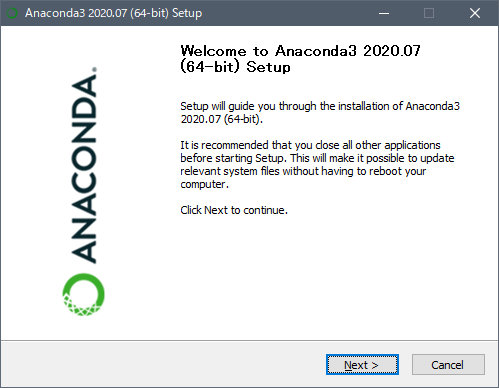 Anaconda3 2020.07 (64-bit) Setup
Welcome to Anaconda3 2020.07
(64-bit) Setup
ANACONDA.
Setup will guide you through the installation of Anaconda3
2020.07 (64-bit).
It is recommended that you close all other applications
before starting Setup. This will make it possible to update
relevant system files without having to reboot your
computer.
Click Next to continue.
Next >
Cancel